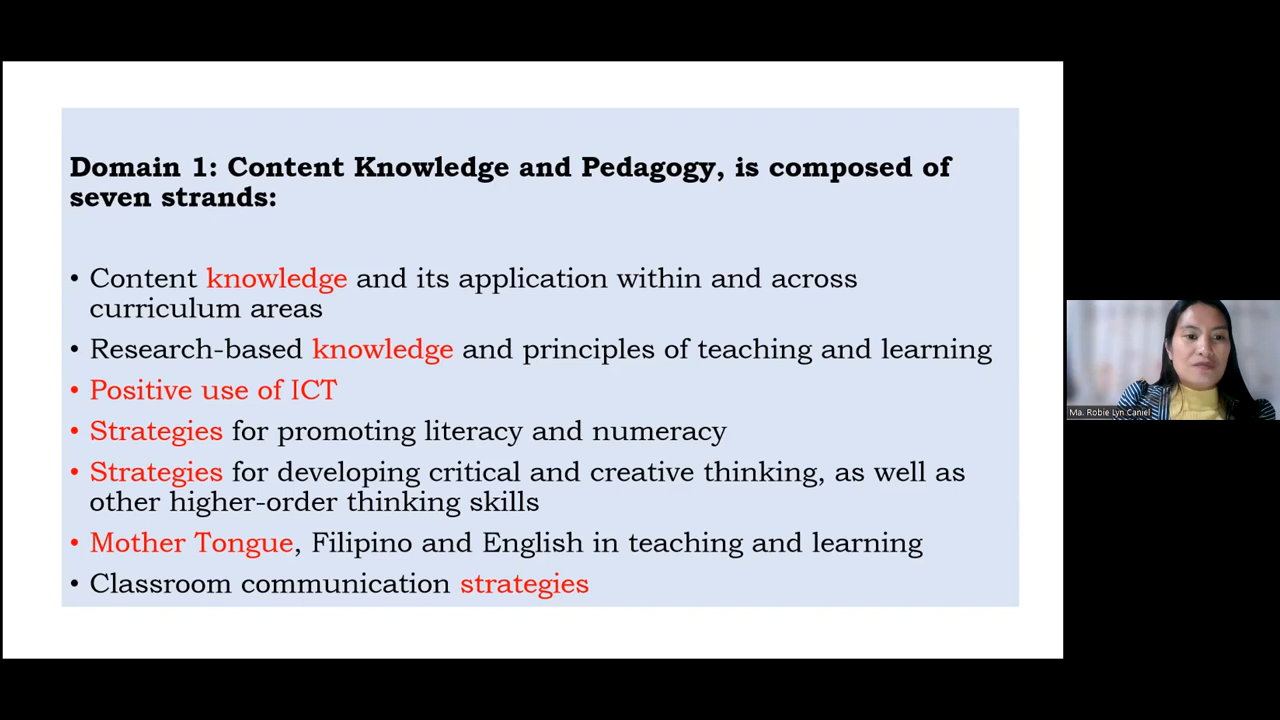 Domain 1: Content Knowledge and Pedagogy, is composed of
seven strands:
• Content knowledge and its application within and across
curriculum areas
• Research-based knowledge and principles of teaching and learning
• Positive use of ICT
• Strategies for promoting literacy and numeracy
• Strategies for developing critical and creative thinking, as well as
other higher-order thinking skills
• Mother Tongue, Filipino and English in teaching and learning
• Classroom communication strategies
Ma. Robie Lyn Caniel